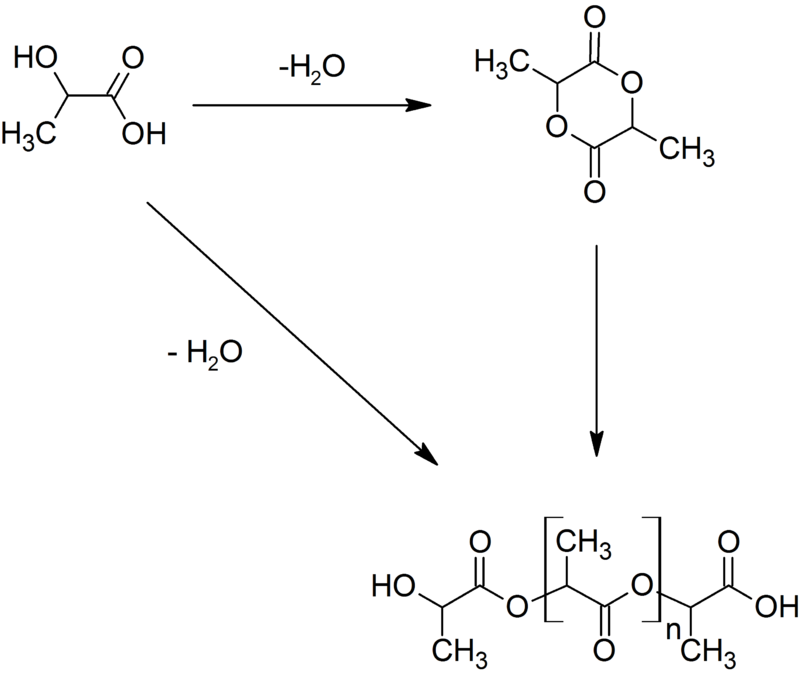 HO O
H₃C OH
-H₂O
O
H₃C O
O CH₃
O
- H₂O
O CH₃ O
HO O O OH
CH₃ O n CH₃